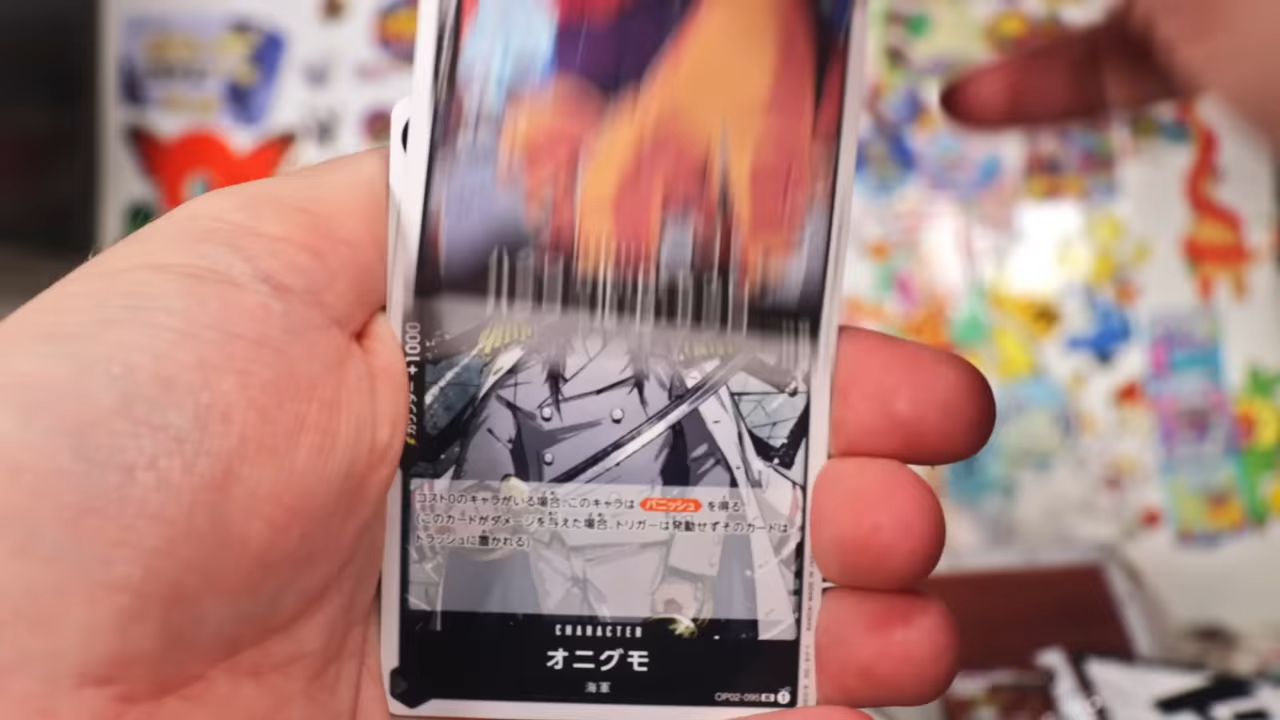 カウンター +1000
コスト0のキャラがいる場合、このキャラは バニッシュ を得る
(このカードがダメージを与えた場合、トリガーは発動せずそのカードは
トラッシュに置かれる)
CHARACTER
オニグモ
海軍
OP02-095 UC 1